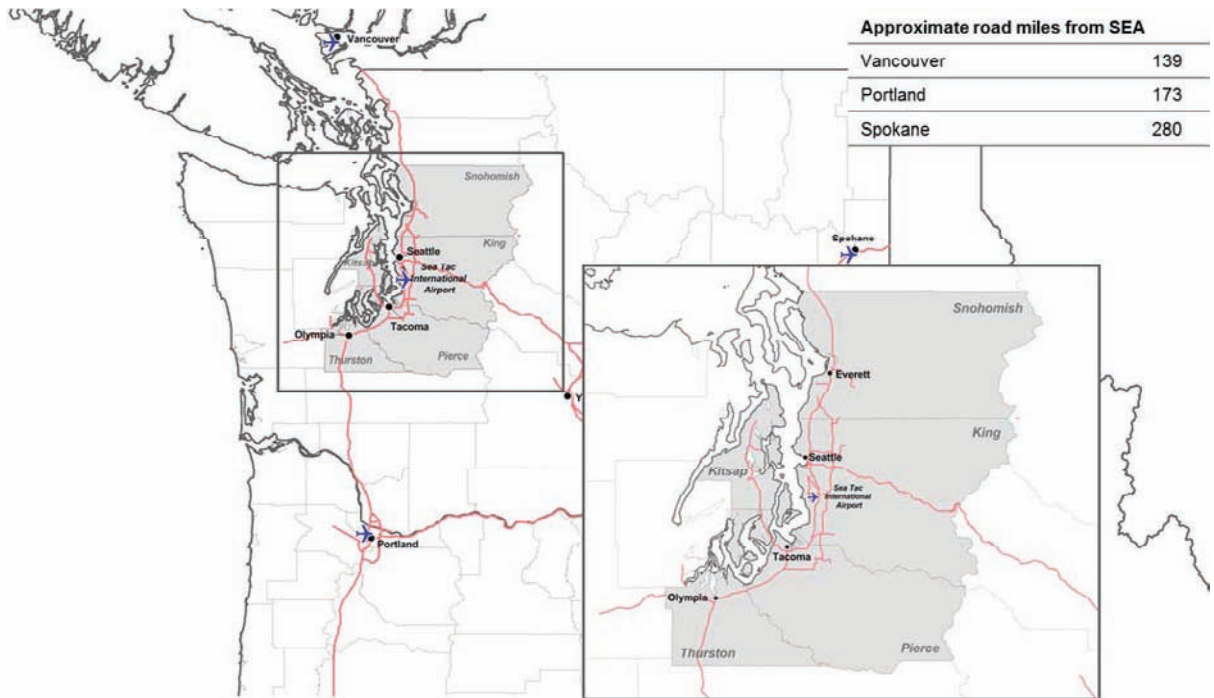 Approximate road miles from SEA
Vancouver 139
Portland 173
Spokane 280
Vancouver
Snohomish
King
Seattle
Kitsap
Sea Tac
International
Airport
Tacoma
Olympia
Thurston
Pierce
Spokane
Y
Portland
Snohomish
Everett
King
Seattle
Kitsap
Sea Tac
International
Airport
Tacoma
Olympia
Thurston
Pierce